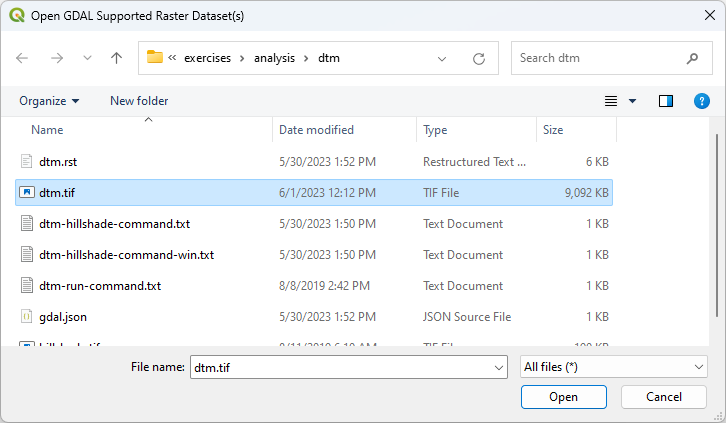 Open GDAL Supported Raster Dataset(s)
« exercises > analysis > dtm
Search dtm
Organize
New folder
Name Date modified Type Size
dtm.rst 5/30/2023 1:52 PM Restructured Text ... 6 KB
dtm.tif 6/1/2023 12:12 PM TIF File 9,092 KB
dtm-hillshade-command.txt 5/30/2023 1:50 PM Text Document 1 KB
dtm-hillshade-command-win.txt 5/30/2023 1:50 PM Text Document 1 KB
dtm-run-command.txt 8/8/2019 2:42 PM Text Document 1 KB
gdal.json 5/30/2023 1:52 PM JSON Source File 1 KB
File name: dtm.tif All files (*)
Open Cancel